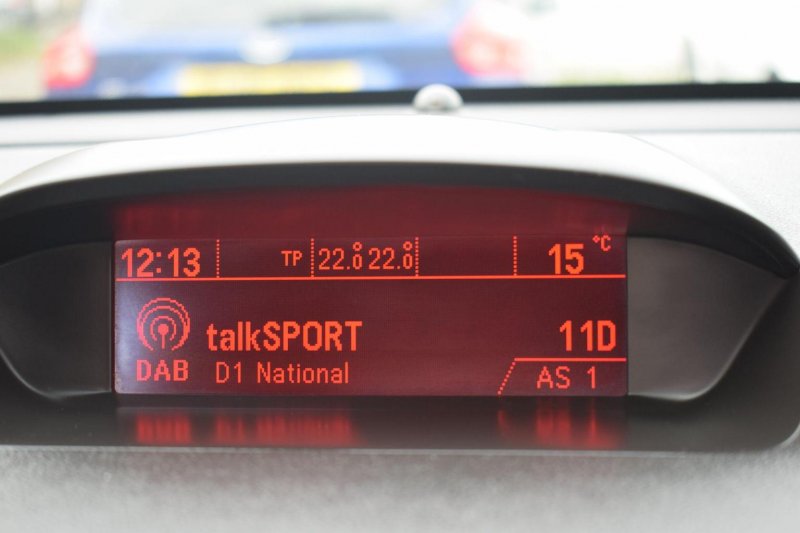 12:13 TP 22.0° 22.0° 15 °C
talkSPORT 11D
DAB D1 National AS 1